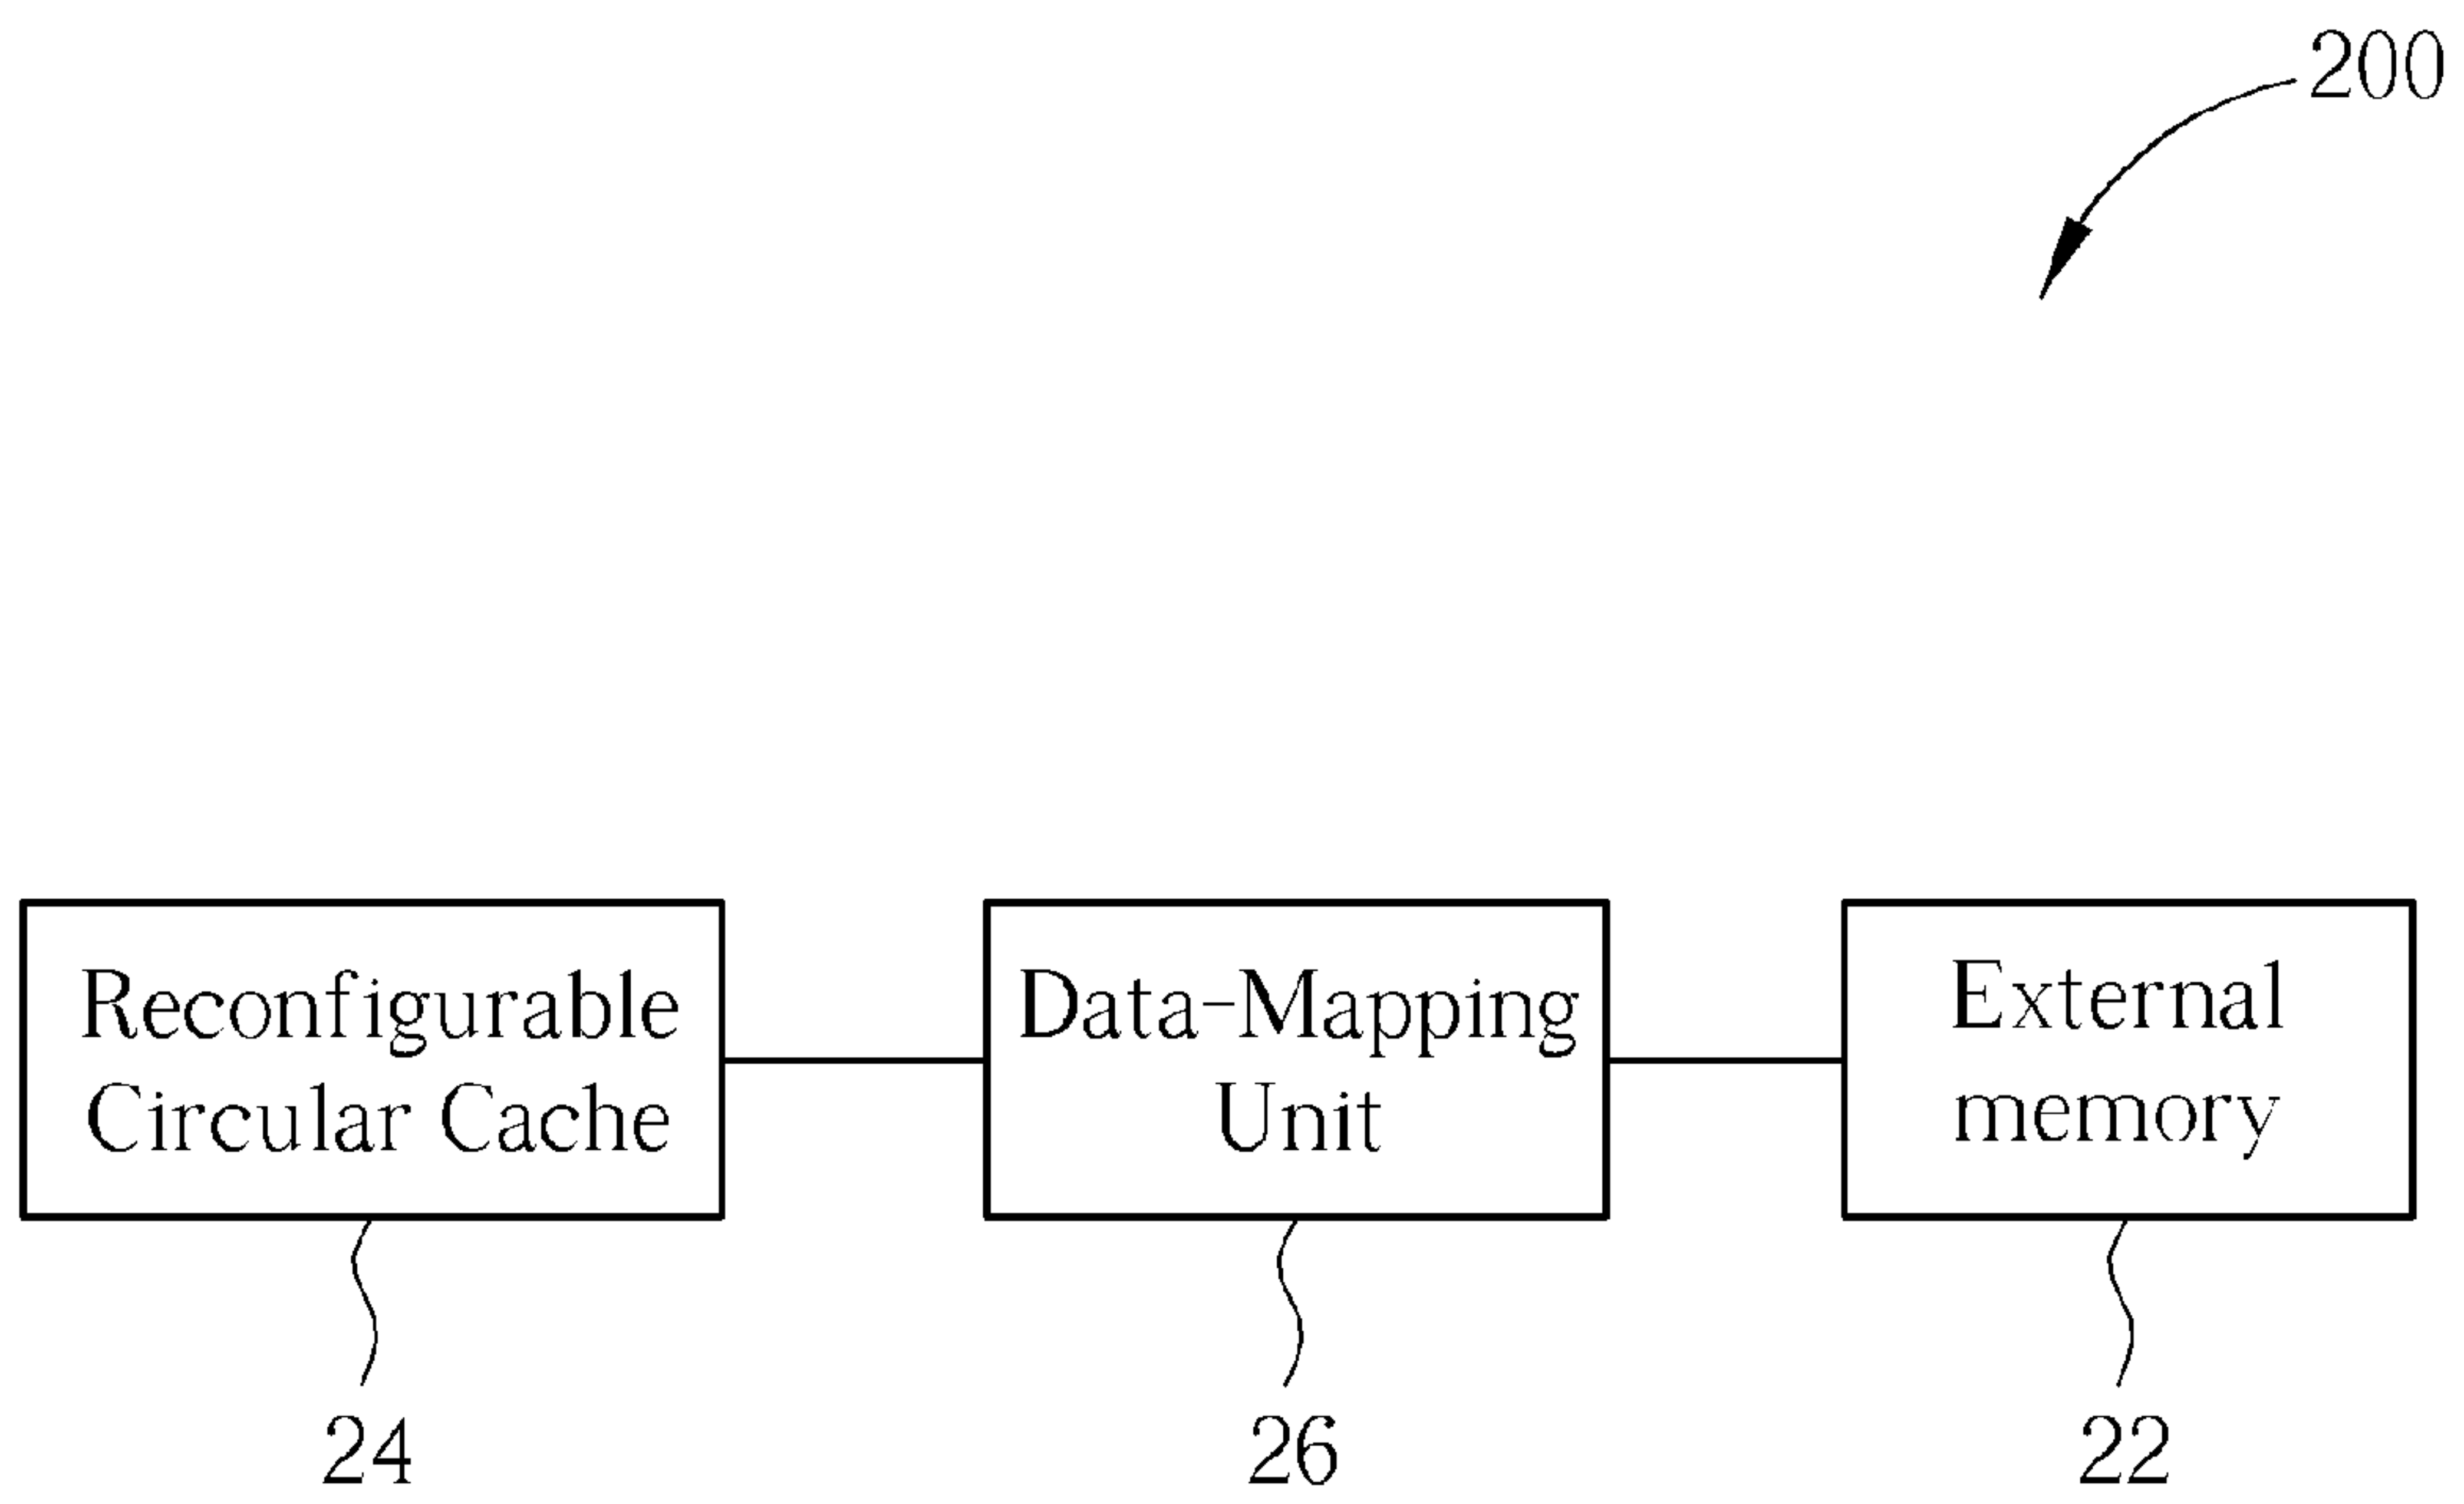 200
Reconfigurable
Circular Cache
Data-Mapping
Unit
External
memory
24
26
22